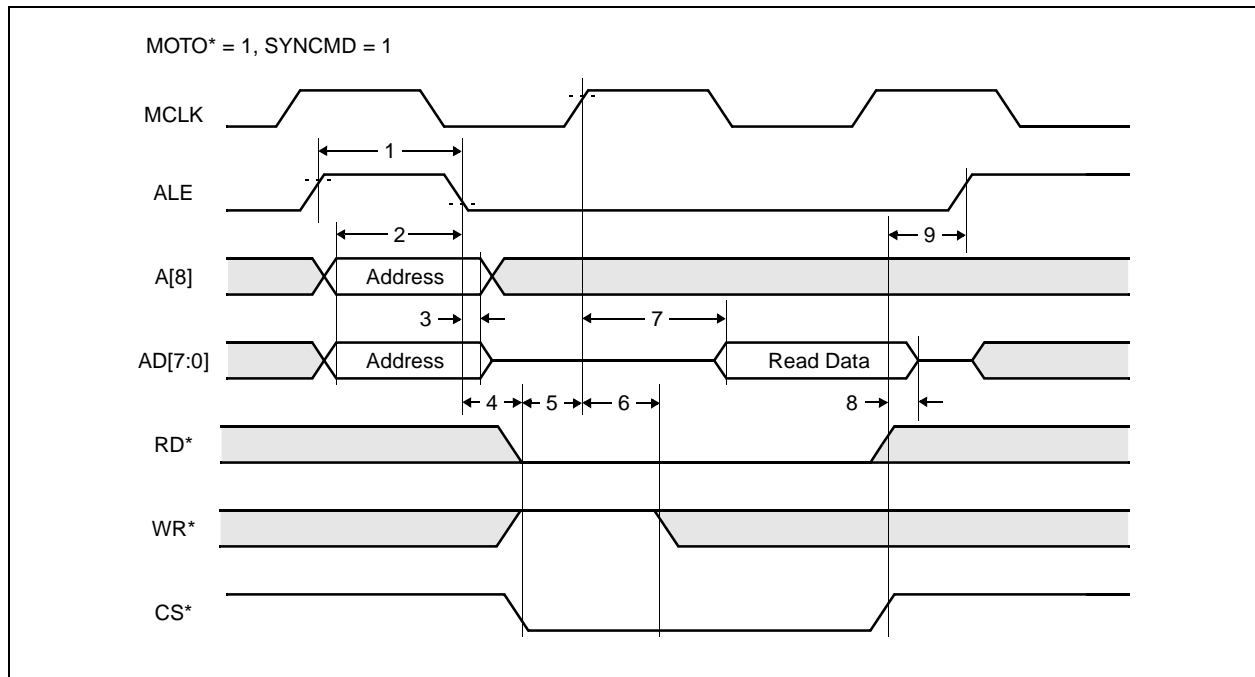 MOTO* = 1, SYNCMD = 1
MCLK
1
ALE
2
9
A[8]
Address
3
7
AD[7:0]
Address
Read Data
4
5
6
8
RD*
WR*
CS*